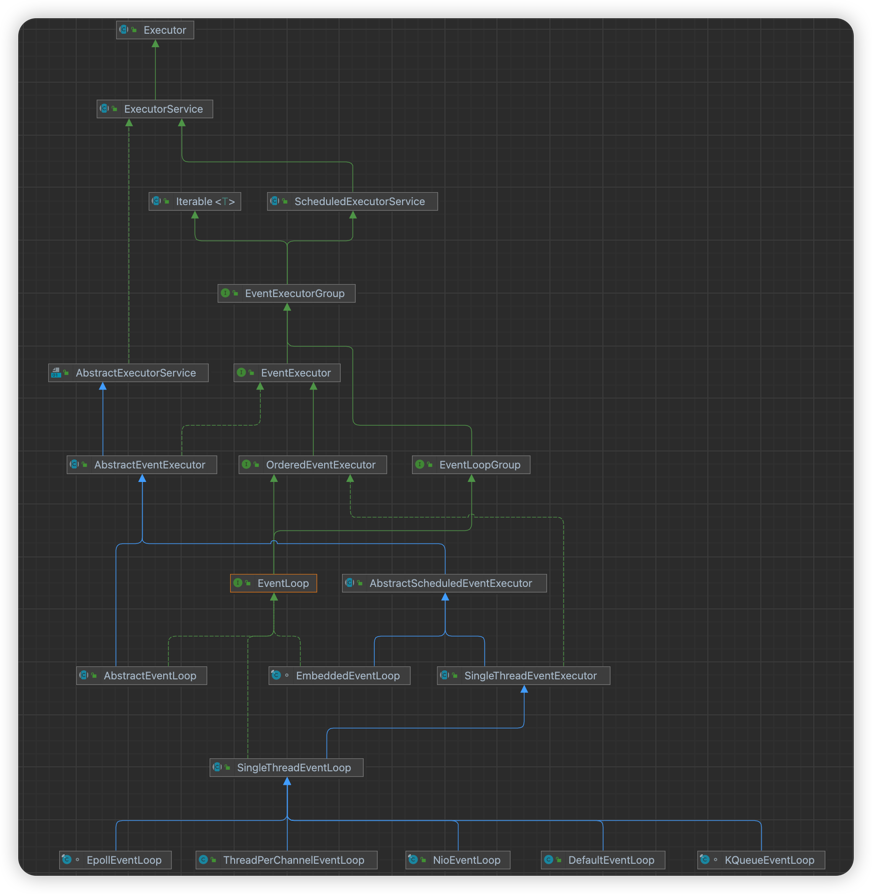 Executor
ExecutorService
Iterable <T>
ScheduledExecutorService
EventExecutorGroup
AbstractExecutorService
EventExecutor
AbstractEventExecutor
OrderedEventExecutor
EventLoopGroup
EventLoop
AbstractScheduledEventExecutor
AbstractEventLoop
EmbeddedEventLoop
SingleThreadEventExecutor
SingleThreadEventLoop
EpollEventLoop
ThreadPerChannelEventLoop
NioEventLoop
DefaultEventLoop
KQueueEventLoop